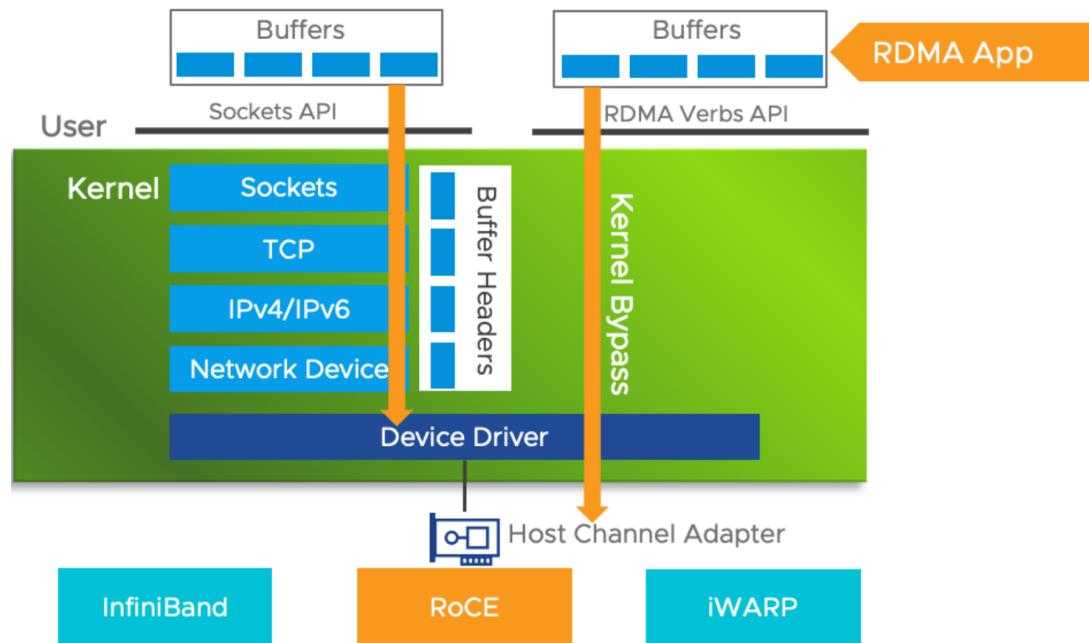 Buffers
Buffers
RDMA App
Sockets API
RDMA Verbs API
User
Kernel
Sockets
TCP
IPv4/IPv6
Network Device
Buffer Headers
Kernel Bypass
Device Driver
Host Channel Adapter
InfiniBand
RoCE
iWARP